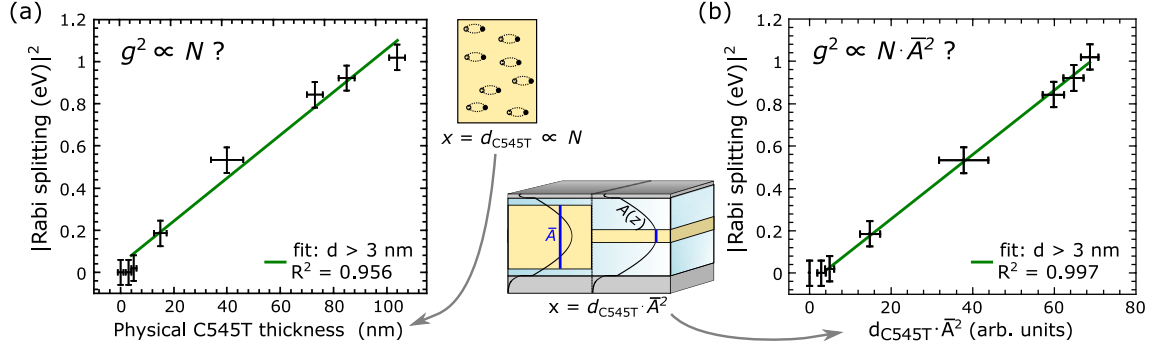 (a)
g² ∝ N ?
|Rabi splitting (eV)|²
1.2
1
0.8
0.6
0.4
0.2
0
fit: d > 3 nm
R² = 0.956
0 20 40 60 80 100
Physical C545T thickness (nm)
x = d_C545T ∝ N
Ā
A(z)
x = d_C545T · Ā²
(b)
g² ∝ N · Ā² ?
|Rabi splitting (eV)|²
1.2
1
0.8
0.6
0.4
0.2
0
fit: d > 3 nm
R² = 0.997
0 20 40 60 80
d_C545T · Ā² (arb. units)